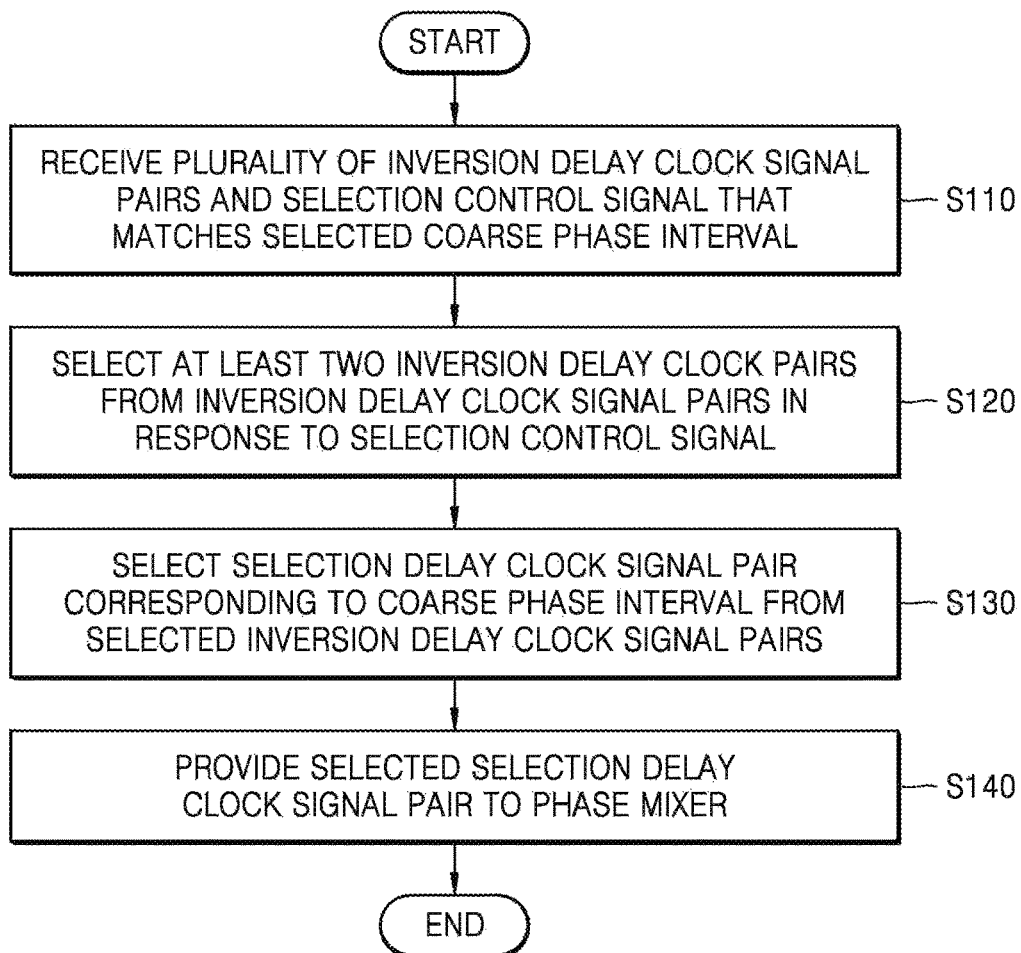 START
RECEIVE PLURALITY OF INVERSION DELAY CLOCK SIGNAL
PAIRS AND SELECTION CONTROL SIGNAL THAT
MATCHES SELECTED COARSE PHASE INTERVAL
S110
SELECT AT LEAST TWO INVERSION DELAY CLOCK PAIRS
FROM INVERSION DELAY CLOCK SIGNAL PAIRS IN
RESPONSE TO SELECTION CONTROL SIGNAL
S120
SELECT SELECTION DELAY CLOCK SIGNAL PAIR
CORRESPONDING TO COARSE PHASE INTERVAL FROM
SELECTED INVERSION DELAY CLOCK SIGNAL PAIRS
S130
PROVIDE SELECTED SELECTION DELAY
CLOCK SIGNAL PAIR TO PHASE MIXER
S140
END